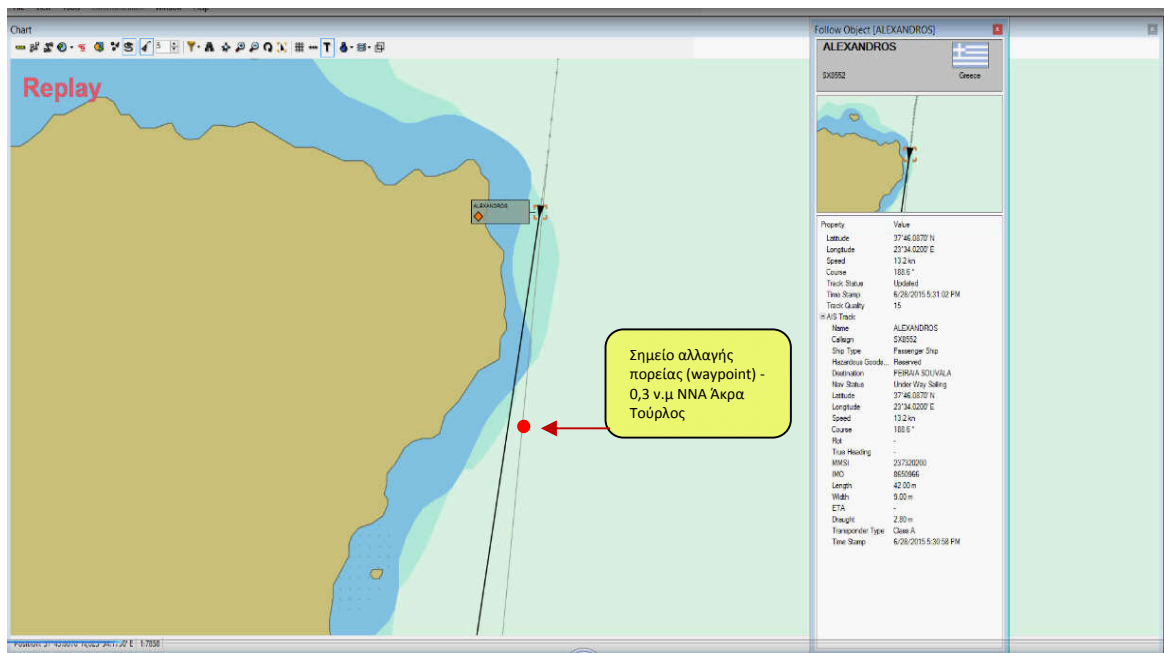 File View Tools Window Help
Chart
5
T
Replay
ALEXANDROS
Σημείο αλλαγής
πορείας (waypoint) -
0,3 ν.μ ΝΝΑ Άκρα
Τούρλος
Follow Object [ALEXANDROS]
ALEXANDROS
SX8552 Greece
Property Value
Latitude 37°46.0870' N
Longitude 23°34.0200' E
Speed 13.2 kn
Course 188.6 °
Track Status Updated
Time Stamp 6/28/2015 5:31:02 PM
Track Quality 15
AIS Track
Name ALEXANDROS
Callsign SX8552
Ship Type Passenger Ship
Hazardous Goods... Reserved
Destination PEIRAIA SOUVALA
Nav Status Under Way Sailing
Latitude 37°46.0870' N
Longitude 23°34.0200' E
Speed 13.2 kn
Course 188.6 °
Rot -
True Heading -
MMSI 237320200
IMO 8650966
Length 42.00 m
Width 9.00 m
ETA -
Draught 2.80 m
Transponder Type Class A
Time Stamp 6/28/2015 5:30:58 PM